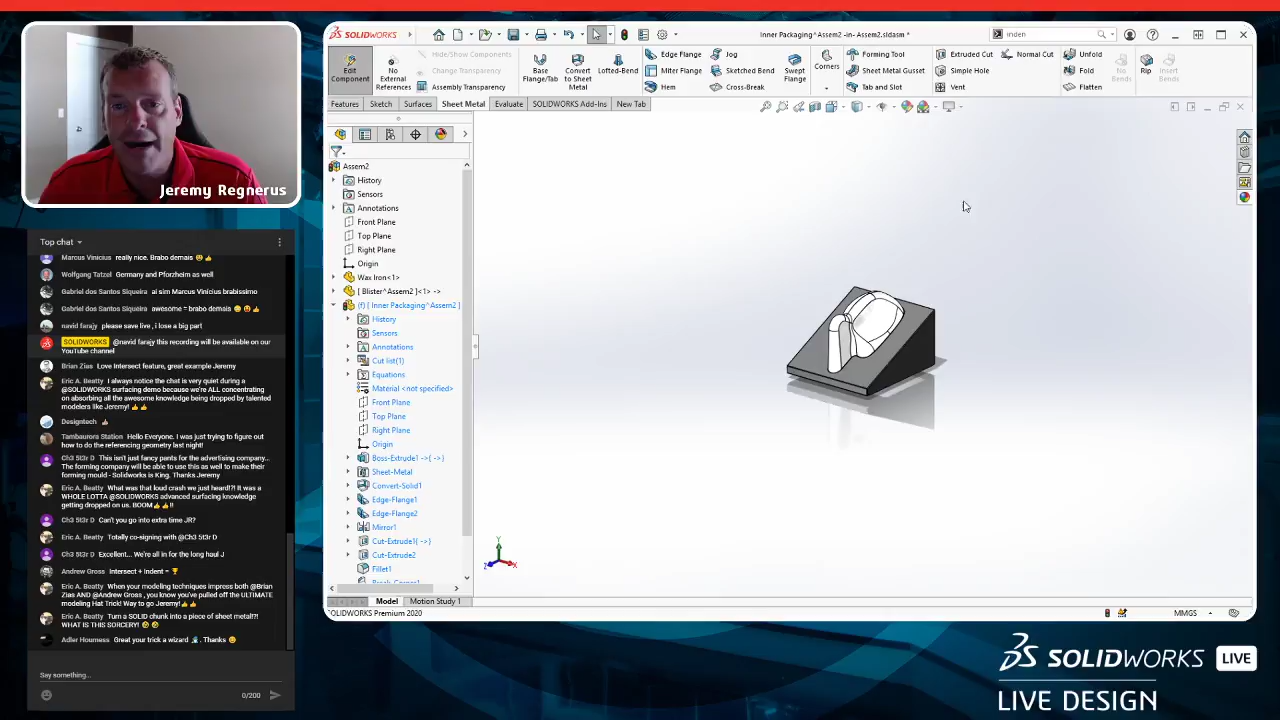 Jeremy Regnerus
Top chat
Marcus Vinicius really nice. Brabo demais
Wolfgang Tatzel Germany and Pforzheim as well
Gabriel dos Santos Siqueira ai sim Marcus Vinicus brabissimo
Gabriel dos Santos Siqueira awesome = brabo demais
navid farajy please save live , i lose a big part
SOLIDWORKS @navid farajy this recording will be available on our
YouTube channel
Brian Zias Love Intersect feature, great example Jeremy
Eric A. Beatty I always notice the chat is very quiet during a
@SOLIDWORKS surfacing demo because we're ALL concentrating
on absorbing all the awesome knowledge being dropped by talented
modelers like Jeremy!
Designtech
Tambaurora Station Hello Everyone. I was just trying to figure out
how to do the referencing geometry last night!
Ch3 5t3r D This isn't just fancy pants for the advertising company...
The forming company will be able to use this as well to make their
forming mould - Solidworks is King. Thanks Jeremy
Eric A. Beatty What was that loud crash we just heard!?! It was a
WHOLE LOTTA @SOLIDWORKS advanced surfacing knowledge
getting dropped on us. BOOM !!
Ch3 5t3r D Can't you go into extra time JR?
Eric A. Beatty Totally co-signing with @Ch3 5t3r D
Ch3 5t3r D Excellent... We're all in for the long haul J
Andrew Gross Intersect + Indent =
Eric A. Beatty When your modeling techniques impress both @Brian
Zias AND @Andrew Gross , you know you've pulled off the ULTIMATE
modeling Hat Trick! Way to go Jeremy!
Eric A. Beatty Turn a SOLID chunk into a piece of sheet metal!?!
WHAT IS THIS SORCERY!
Adler Hourness Great your trick a wizard . Thanks
Say something...
0/200
SOLIDWORKS
Inner Packaging^Assem2 -in- Assem2.sldasm *
inden
Edit
Component
No
External
References
Hide/Show Components
Change Transparency
Assembly Transparency
Base
Flange/Tab
Convert
to Sheet
Metal
Lofted-Bend
Edge Flange
Miter Flange
Hem
Jog
Sketched Bend
Cross-Break
Swept
Flange
Corners
Forming Tool
Sheet Metal Gusset
Tab and Slot
Extruded Cut
Simple Hole
Vent
Normal Cut
Unfold
Fold
Flatten
No
Bends
Rip
Insert
Bends
Features Sketch Surfaces Sheet Metal Evaluate SOLIDWORKS Add-Ins New Tab
Assem2
History
Sensors
Annotations
Front Plane
Top Plane
Right Plane
Origin
Wax Iron<1>
[ Blister^Assem2 ]<1> ->
(f) [ Inner Packaging^Assem2 ]
History
Sensors
Annotations
Cut list(1)
Equations
Material <not specified>
Front Plane
Top Plane
Right Plane
Origin
Boss-Extrude1 ->{ ->}
Sheet-Metal
Convert-Solid1
Edge-Flange1
Edge-Flange2
Mirror1
Cut-Extrude1{ ->}
Cut-Extrude2
Fillet1
Break-Corner1
Y
X
Z
Model Motion Study 1
OLIDWORKS Premium 2020
MMGS
SOLIDWORKS LIVE
LIVE DESIGN